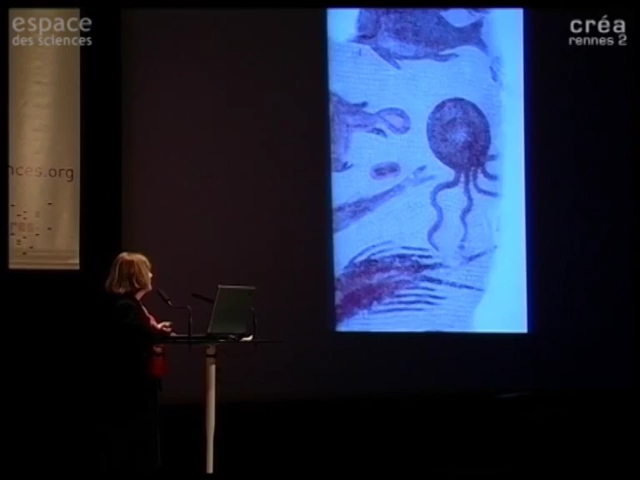 espace
des sciences
créa
rennes 2
nces.org